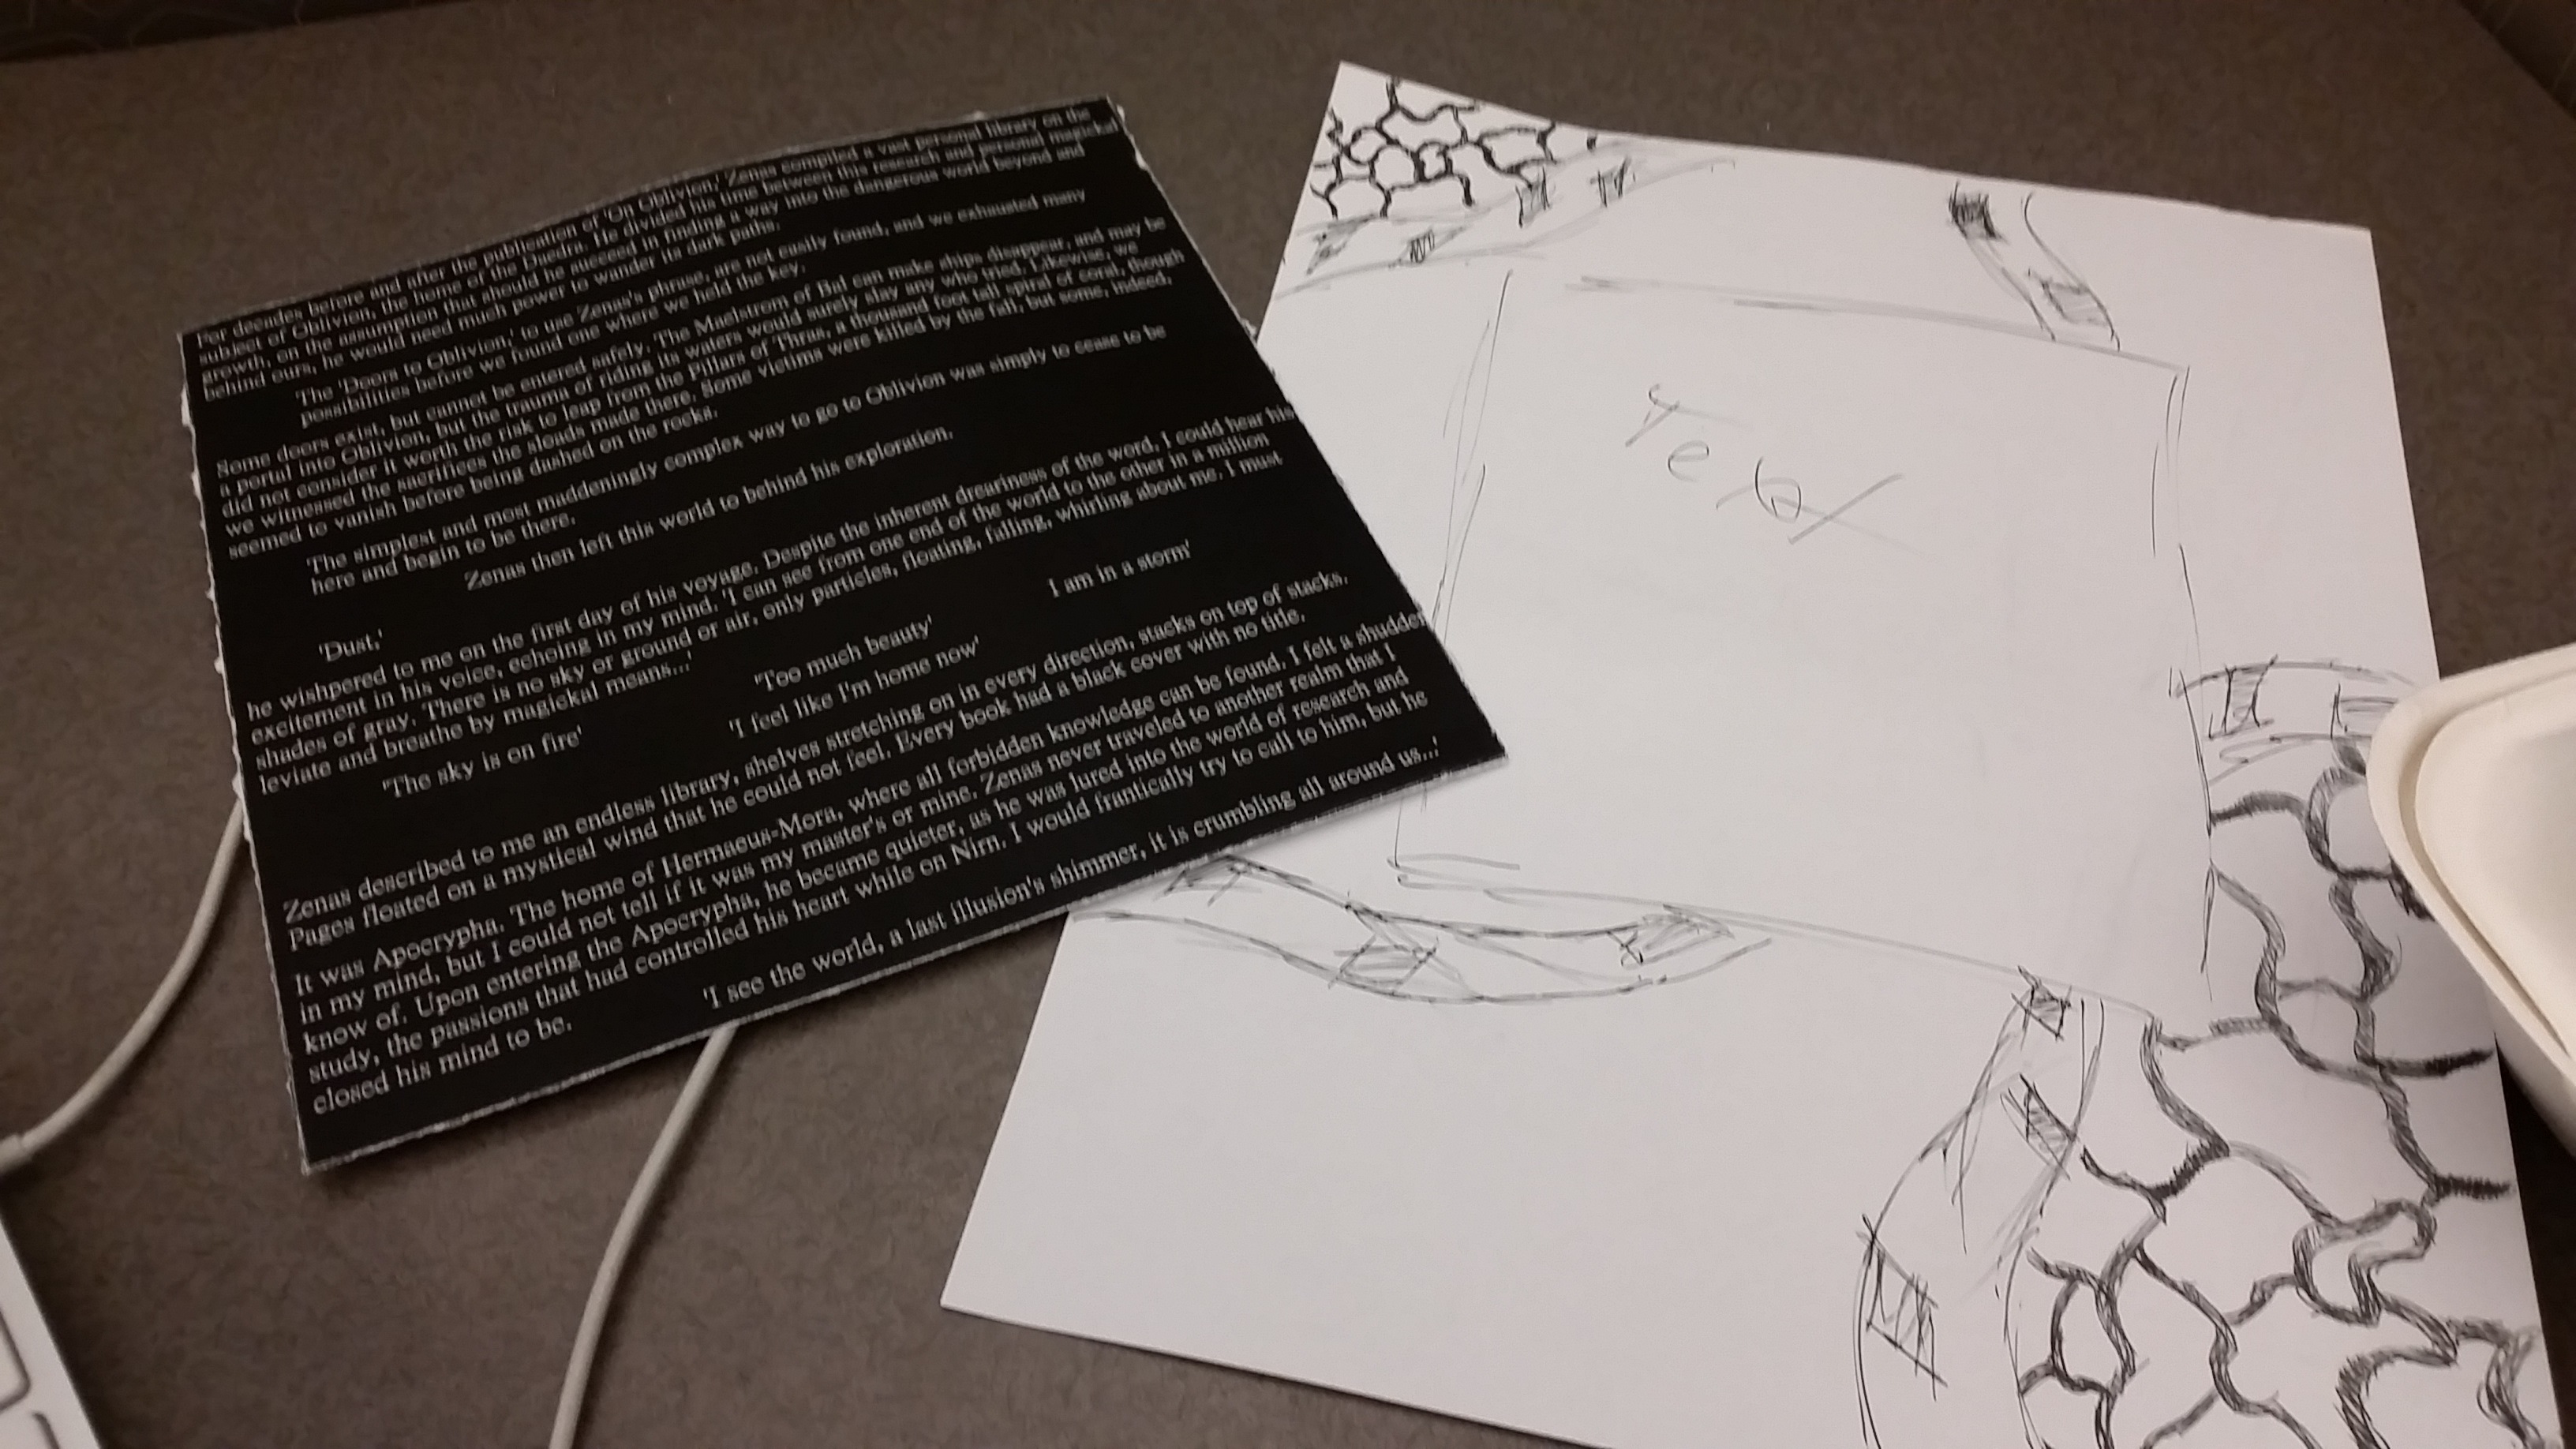 For decades before and after the publication of 'On Oblivion,' Zenas compiled a vast personal library on the
subject of Oblivion, the home of the Daedra. He divided his time between this research and personal magickal
growth, on the assumption that should he succeed in finding a way into the dangerous world beyond and
behind ours, he would need much power to wander its dark paths.
The 'Doors to Oblivion,' to use Zenas's phrase, are not easily found, and we exhausted many
possibilities before we found one where we held the key.
Some doors exist, but cannot be entered safely. The Maelstrom of Bal can make ships disappear, and may be
a portal into Oblivion, but the trauma of riding its waters would surely slay any who tried. Likewise, we
did not consider it worth the risk to leap from the Pillars of Thras, a thousand foot tall spiral of coral, though
we witnessed the sacrifices the sloads made there. Some victims were killed by the fall, but some, indeed,
seemed to vanish before being dashed on the rocks.
The simplest and most maddeningly complex way to go to Oblivion was simply to cease to be
here and begin to be there.
Zenas then left this world to behind his exploration.
'Dust,'
he wishpered to me on the first day of his voyage. Despite the inherent dreariness of the word, I could hear his
excitement in his voice, echoing in my mind. 'I can see from one end of the world to the other in a million
shades of gray. There is no sky or ground or air, only particles, floating, falling, whirling about me. I must
leviate and breathe by magickal means...'
'The sky is on fire'
'Too much beauty'
'I feel like I'm home now'
I am in a storm'
Zenas described to me an endless library, shelves stretching on in every direction, stacks on top of stacks.
Pages floated on a mystical wind that he could not feel. Every book had a black cover with no title.
It was Apocrypha. The home of Hermaeus-Mora, where all forbidden knowledge can be found. I felt a shudder
in my mind, but I could not tell if it was my master's or mine. Zenas never traveled to another realm that I
know of. Upon entering the Apocrypha, he became quieter, as he was lured into the world of research and
study, the passions that had controlled his heart while on Nirn. I would frantically try to call to him, but he
closed his mind to be.
'I see the world, a last illusion's shimmer, it is crumbling all around us...'
Text